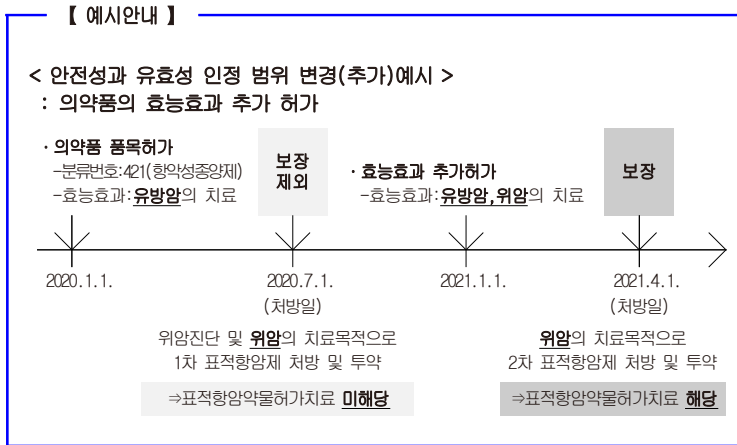 【 예시안내 】
< 안전성과 유효성 인정 범위 변경(추가)예시 >
: 의약품의 효능효과 추가 허가
· 의약품 품목허가
-분류번호:421(항악성종양제)
-효능효과:유방암의 치료
보장
제외
· 효능효과 추가허가
-효능효과:유방암,위암의 치료
보장
2020.1.1.
2020.7.1.
(처방일)
2021.1.1.
2021.4.1.
(처방일)
위암진단 및 위암의 치료목적으로
1차 표적항암제 처방 및 투약
⇒표적항암약물허가치료 미해당
위암의 치료목적으로
2차 표적항암제 처방 및 투약
⇒표적항암약물허가치료 해당